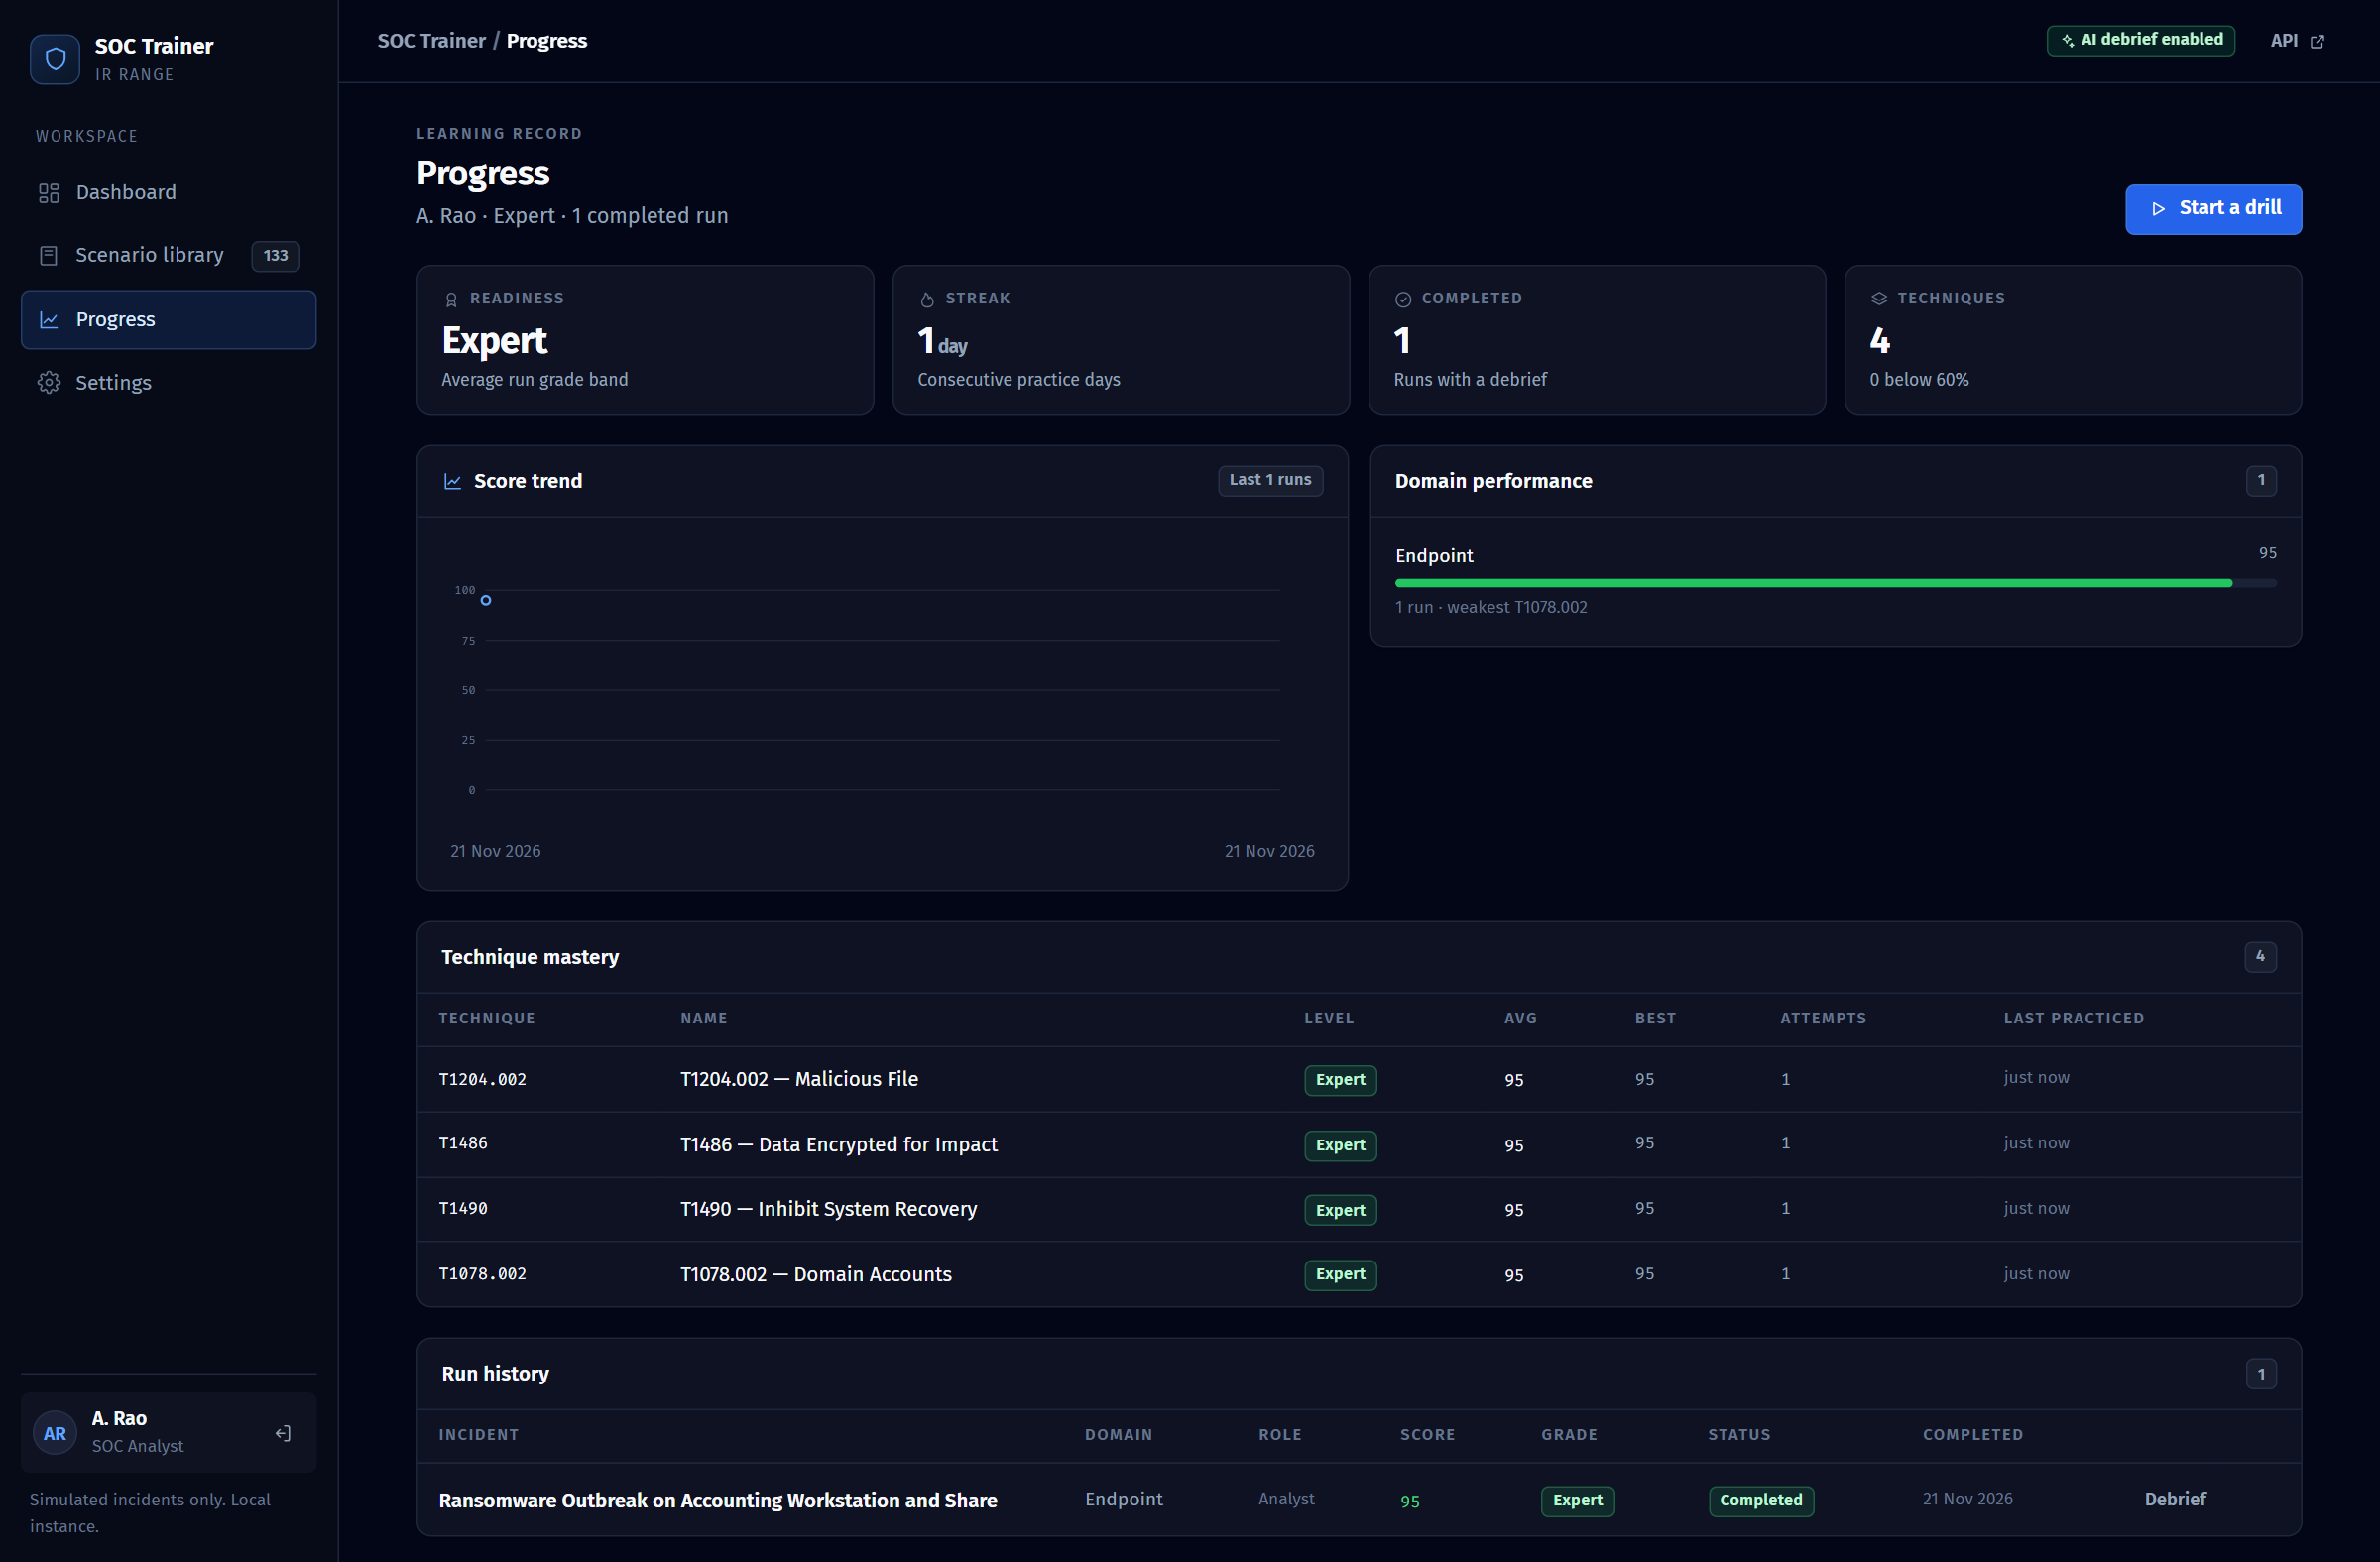 SOC Trainer
IR RANGE
WORKSPACE
Dashboard
Scenario library 133
Progress
Settings
A. Rao
AR
SOC Analyst
Simulated incidents only. Local
instance.
SOC Trainer / Progress
AI debrief enabled
API
LEARNING RECORD
Progress
A. Rao · Expert · 1 completed run
Start a drill
READINESS
Expert
Average run grade band
STREAK
1 day
Consecutive practice days
COMPLETED
1
Runs with a debrief
TECHNIQUES
4
0 below 60%
Score trend
Last 1 runs
100
75
50
25
0
21 Nov 2026 21 Nov 2026
Domain performance 1
Endpoint 95
1 run · weakest T1078.002
Technique mastery 4
TECHNIQUE NAME LEVEL AVG BEST ATTEMPTS LAST PRACTICED
T1204.002 T1204.002 — Malicious File Expert 95 95 1 just now
T1486 T1486 — Data Encrypted for Impact Expert 95 95 1 just now
T1490 T1490 — Inhibit System Recovery Expert 95 95 1 just now
T1078.002 T1078.002 — Domain Accounts Expert 95 95 1 just now
Run history 1
INCIDENT DOMAIN ROLE SCORE GRADE STATUS COMPLETED
Ransomware Outbreak on Accounting Workstation and Share Endpoint Analyst 95 Expert Completed 21 Nov 2026 Debrief